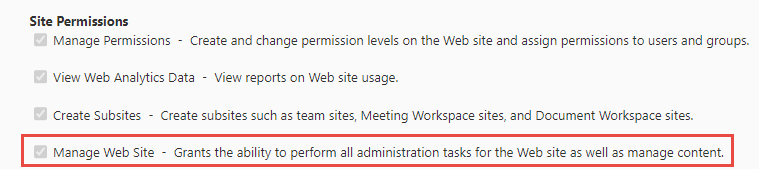 Site Permissions
Manage Permissions - Create and change permission levels on the Web site and assign permissions to users and groups.
View Web Analytics Data - View reports on Web site usage.
Create Subsites - Create subsites such as team sites, Meeting Workspace sites, and Document Workspace sites.
Manage Web Site - Grants the ability to perform all administration tasks for the Web site as well as manage content.